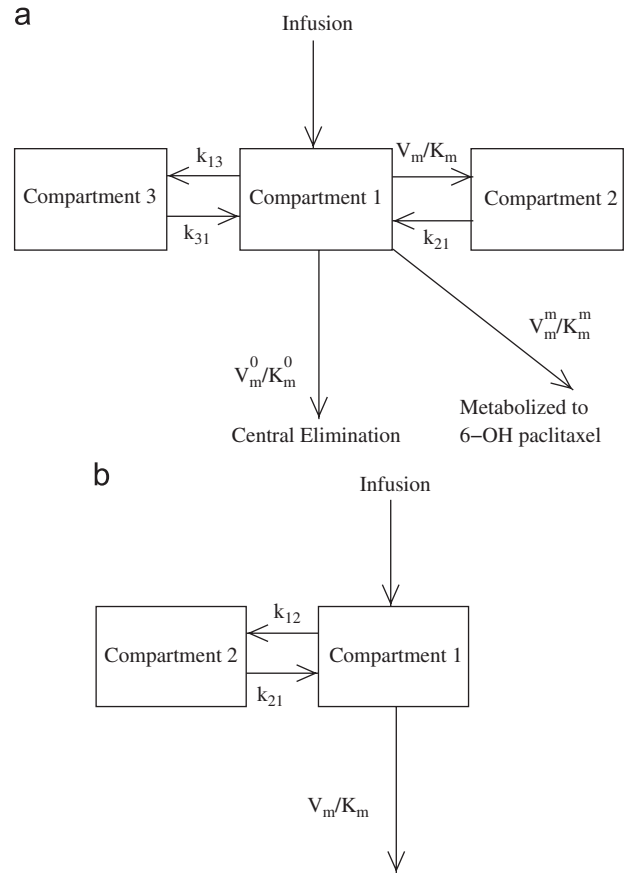 a
Infusion
Compartment 3
k13
k31
Compartment 1
Vm/Km
k21
Compartment 2
V0m/K0m
Central Elimination
Vmm/Kmm
Metabolized to
6−OH paclitaxel
b
Infusion
Compartment 2
k12
k21
Compartment 1
Vm/Km